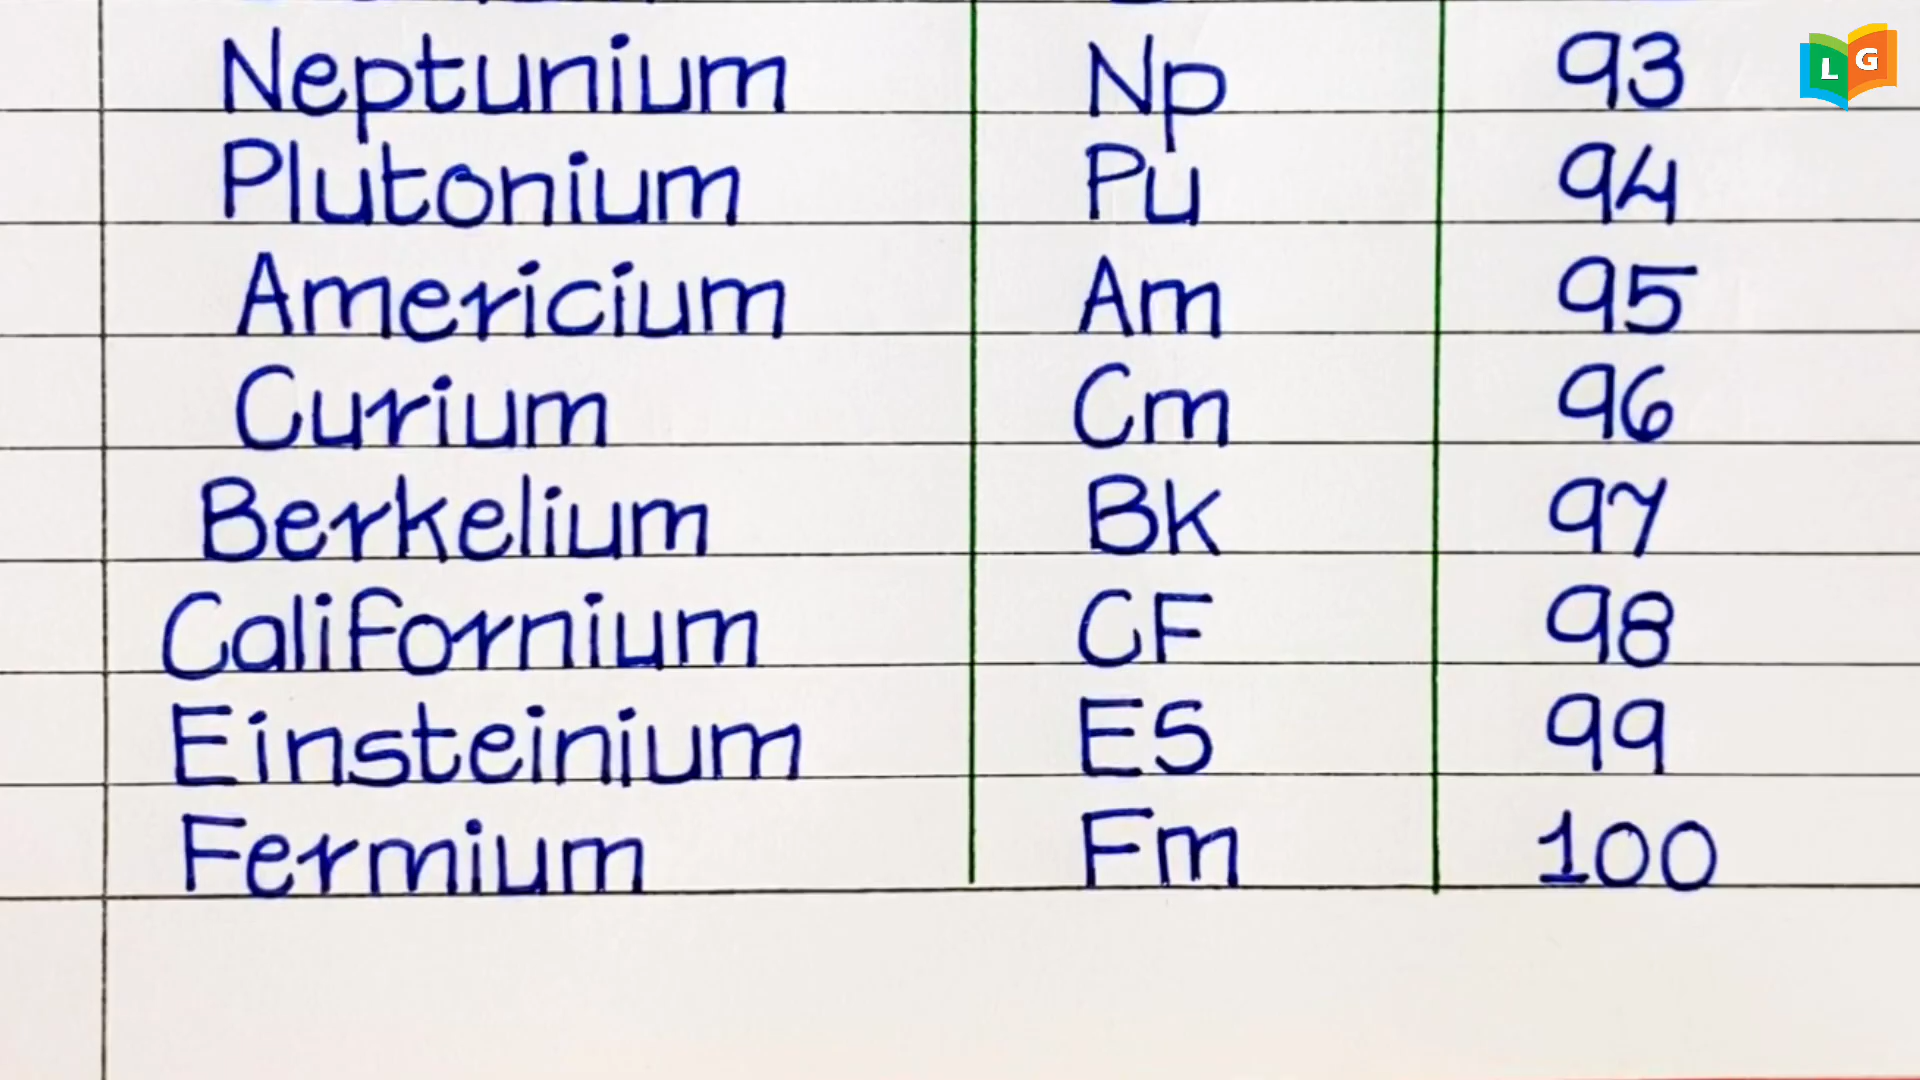 Neptunium Np 93
Plutonium Pu 94
Americium Am 95
Curium Cm 96
Berkelium BK 97
Californium CF 98
Einsteinium ES 99
Fermium Fm 100
L G